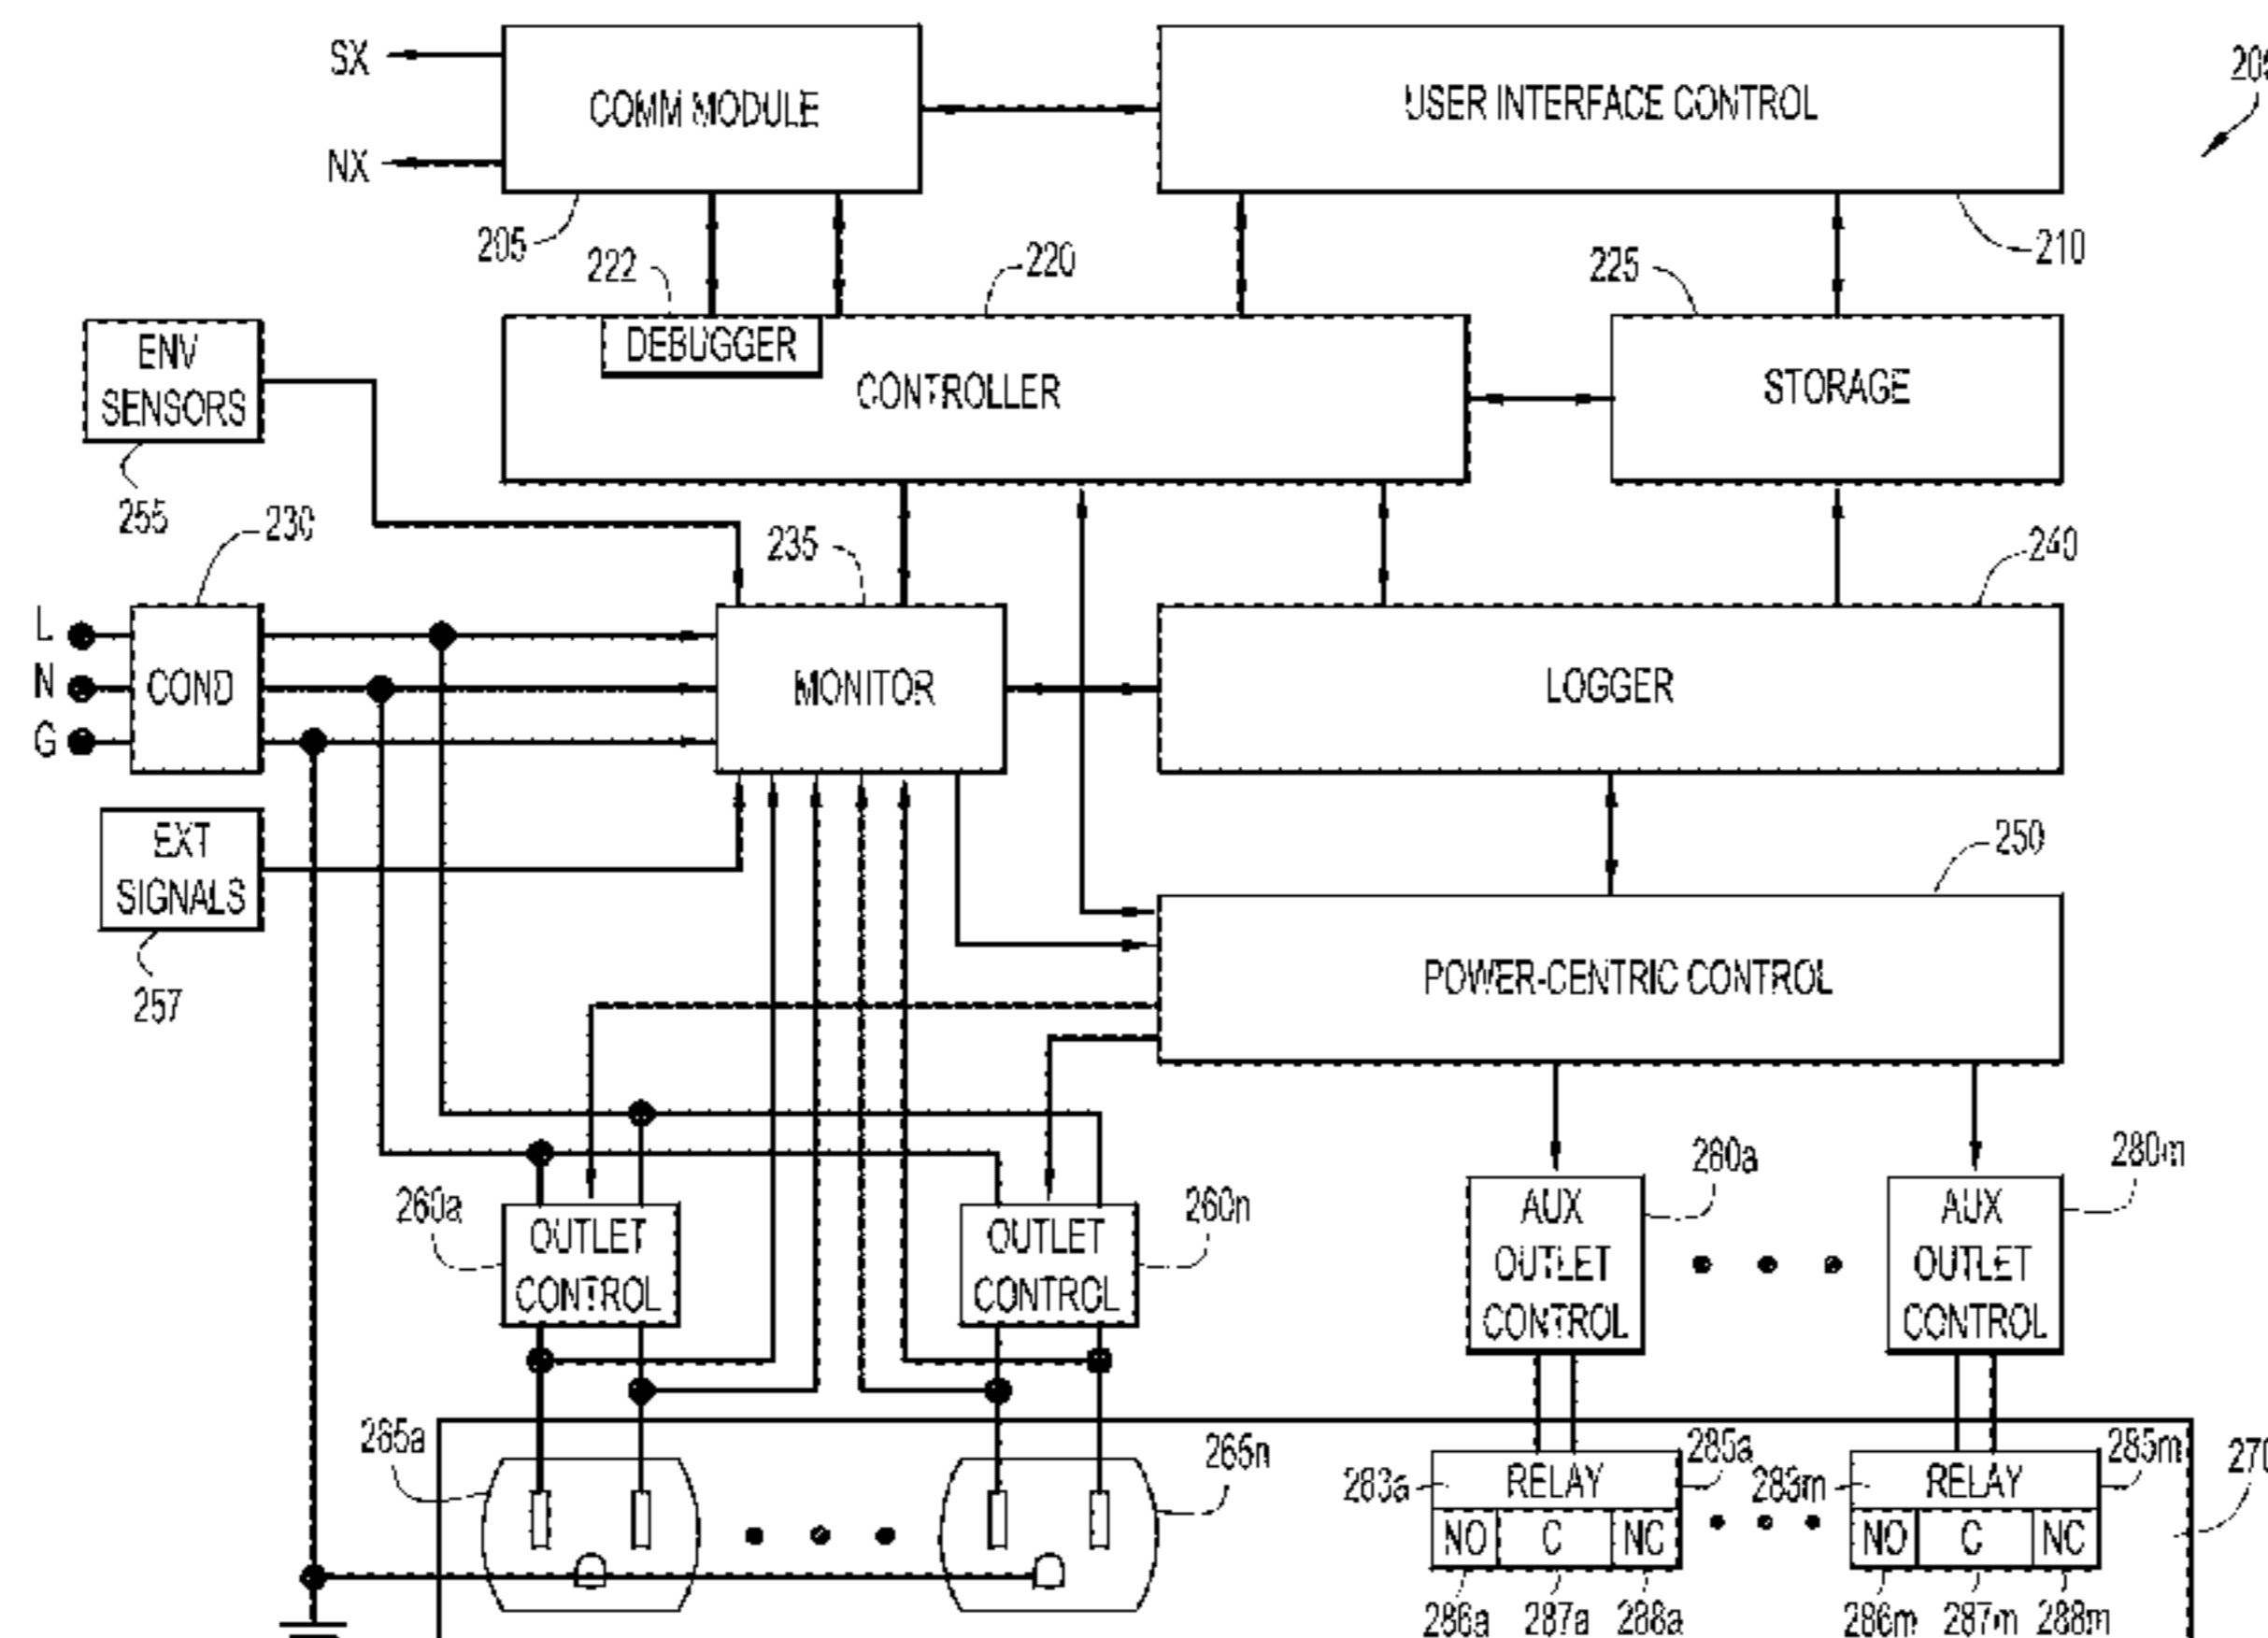 SX
COMM MODULE
USER INTERFACE CONTROL
NX
205
222
220
225
210
ENV
SENSORS
DEBUGGER
CONTROLLER
STORAGE
255
230
235
240
L
N
G
COND
MONITOR
LOGGER
EXT
SIGNALS
257
250
POWER-CENTRIC CONTROL
260a
OUTLET
CONTROL
260n
OUTLET
CONTROL
280a
AUX
OUTLET
CONTROL
280m
AUX
OUTLET
CONTROL
265a
265n
283a
RELAY
285a
NO
C
NC
283m
RELAY
285m
NO
C
NC
270
286a
287a
288a
286m
287m
288m